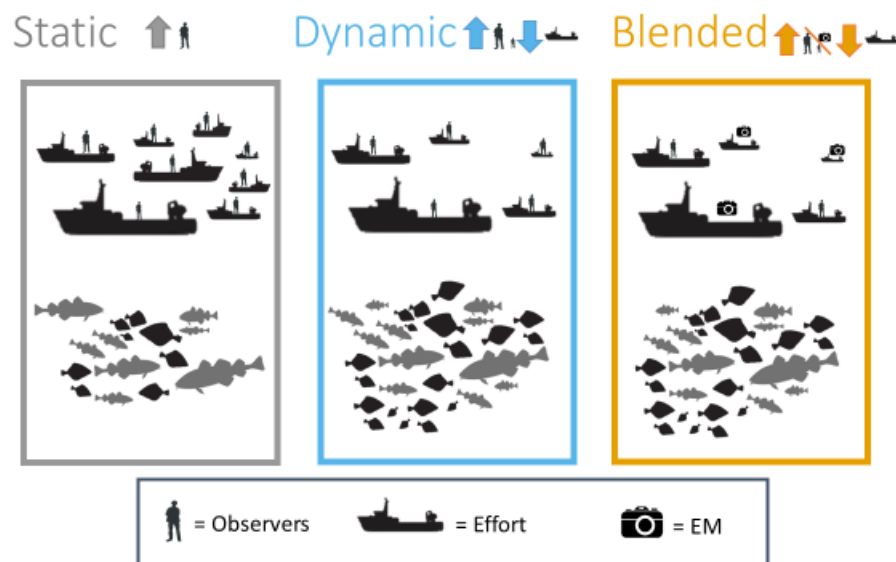 Static Dynamic Blended
= Observers = Effort = EM